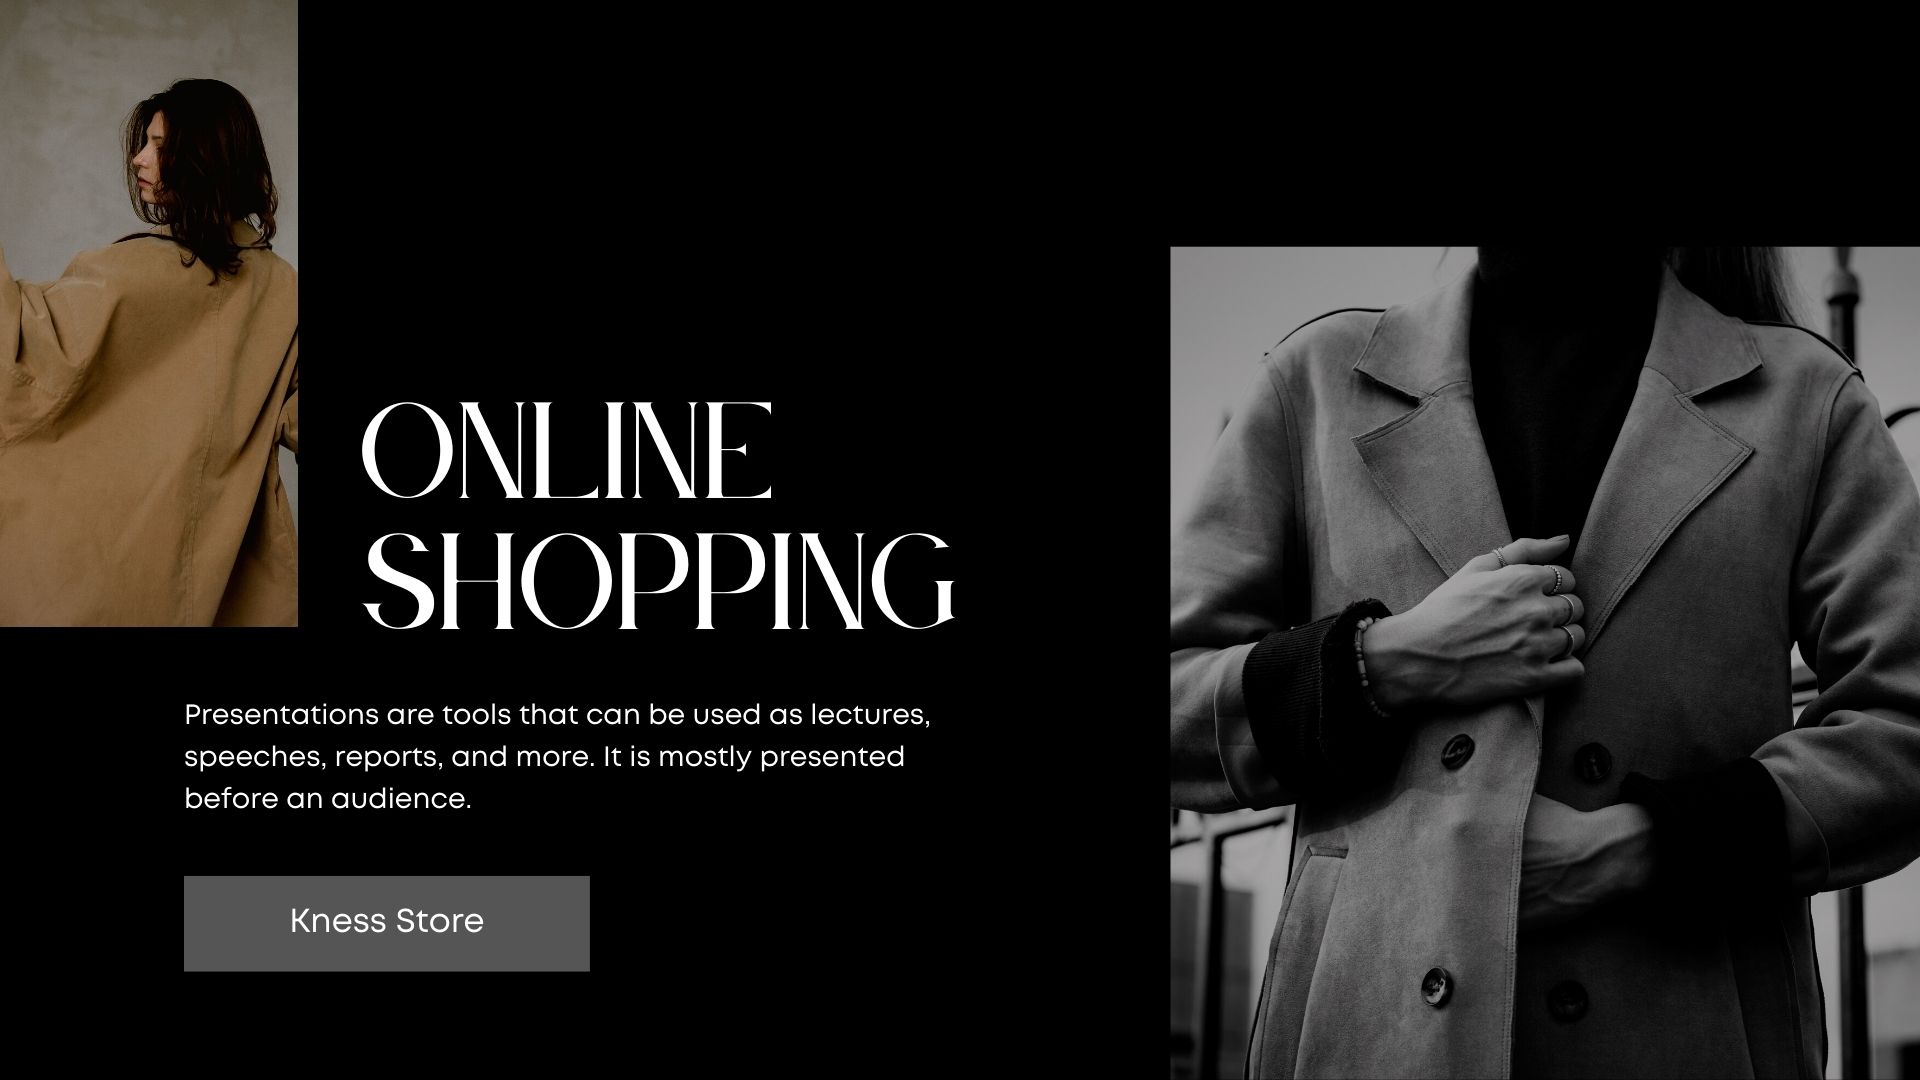 ONLINE
SHOPPING
Presentations are tools that can be used as lectures,
speeches, reports, and more. It is mostly presented
before an audience.
Kness Store